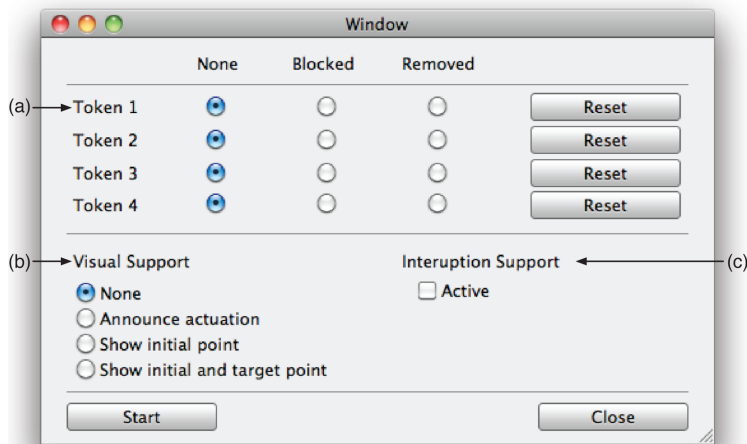 Window
None Blocked Removed
(a) Token 1 Reset
Token 2 Reset
Token 3 Reset
Token 4 Reset
(b) Visual Support Interuption Support (c)
None Active
Announce actuation
Show initial point
Show initial and target point
Start Close